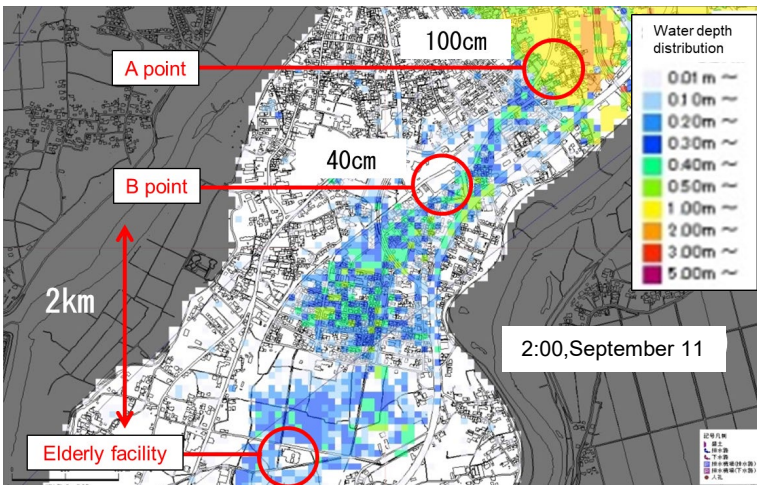 100cm
A point
40cm
B point
2km
Elderly facility
2:00,September 11
Water depth
distribution
0.01 m ～
0.10m ～
0.20m ～
0.30m ～
0.40m ～
0.50m ～
1.00m ～
2.00m ～
3.00m ～
5.00m ～